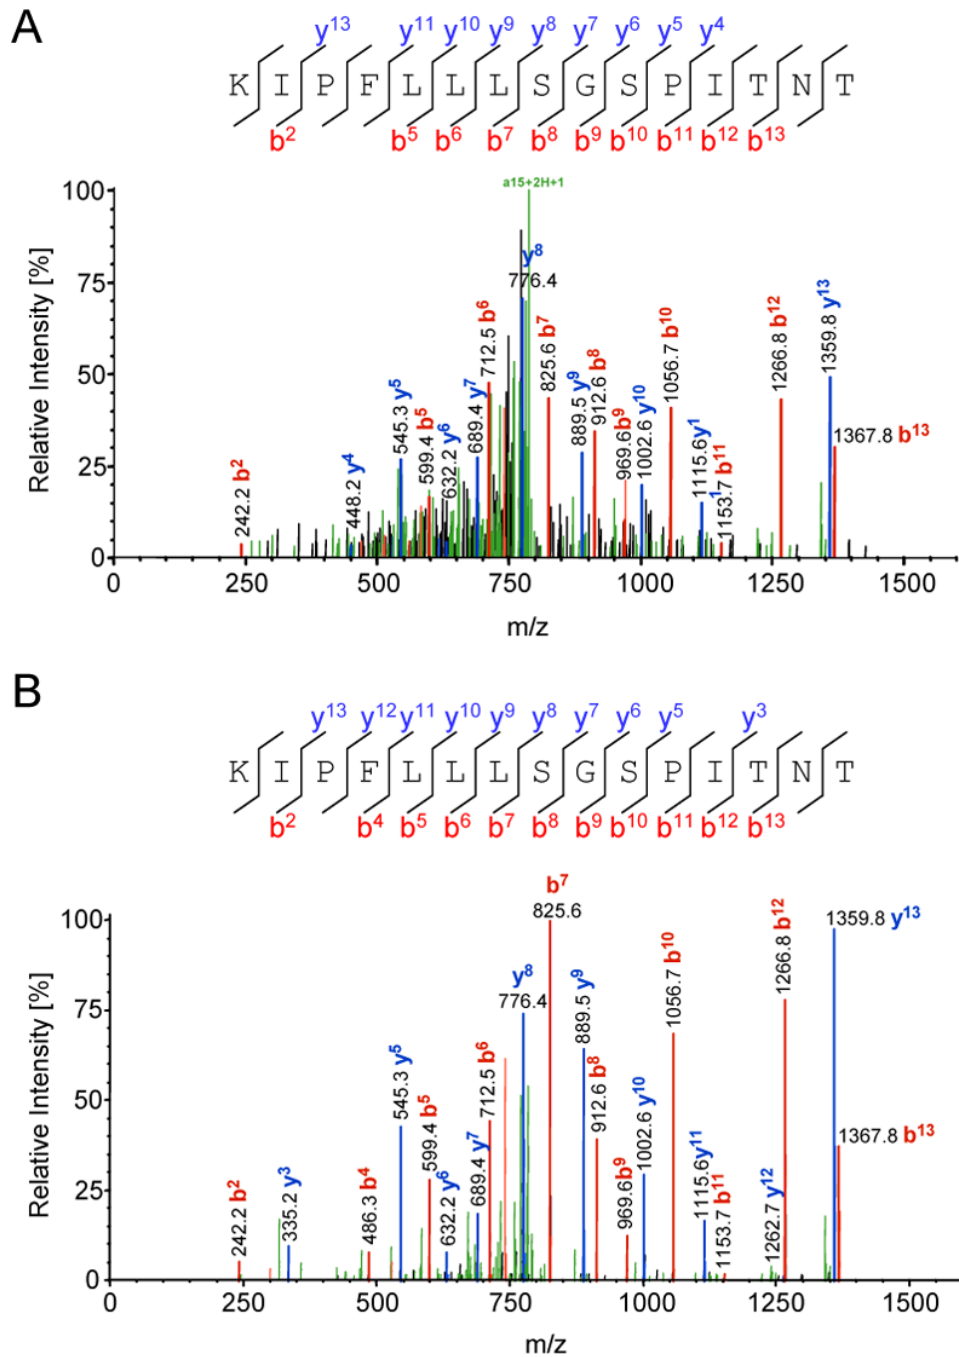 A
y13 y11 y10 y9 y8 y7 y6 y5 y4
K I P F L L L S G S P I T N T
b2 b5 b6 b7 b8 b9 b10 b11 b12 b13
a15+2H+1
100
75
50
25
0
Relative Intensity [%]
242.2 b2
448.2 y4
545.3 y5
599.4 b5
632.2 y6
689.4 y7
712.5 b6
y8
776.4
825.6 b7
889.5 y9
912.6 b8
969.6 b9
1002.6 y10
1056.7 b10
1115.6 y11
1153.7 b11
1266.8 b12
1359.8 y13
1367.8 b13
0 250 500 750 1000 1250 1500
m/z
B
y13 y12 y11 y10 y9 y8 y7 y6 y5 y3
K I P F L L L S G S P I T N T
b2 b4 b5 b6 b7 b8 b9 b10 b11 b12 b13
100
75
50
25
0
Relative Intensity [%]
242.2 b2
335.2 y3
486.3 b4
545.3 y5
599.4 b5
632.2 y6
689.4 y7
712.5 b6
y8
776.4
b7
825.6
889.5 y9
912.6 b8
969.6 b9
1002.6 y10
1056.7 b10
1115.6 y11
1153.7 b11
1262.7 y12
1266.8 b12
1359.8 y13
1367.8 b13
0 250 500 750 1000 1250 1500
m/z